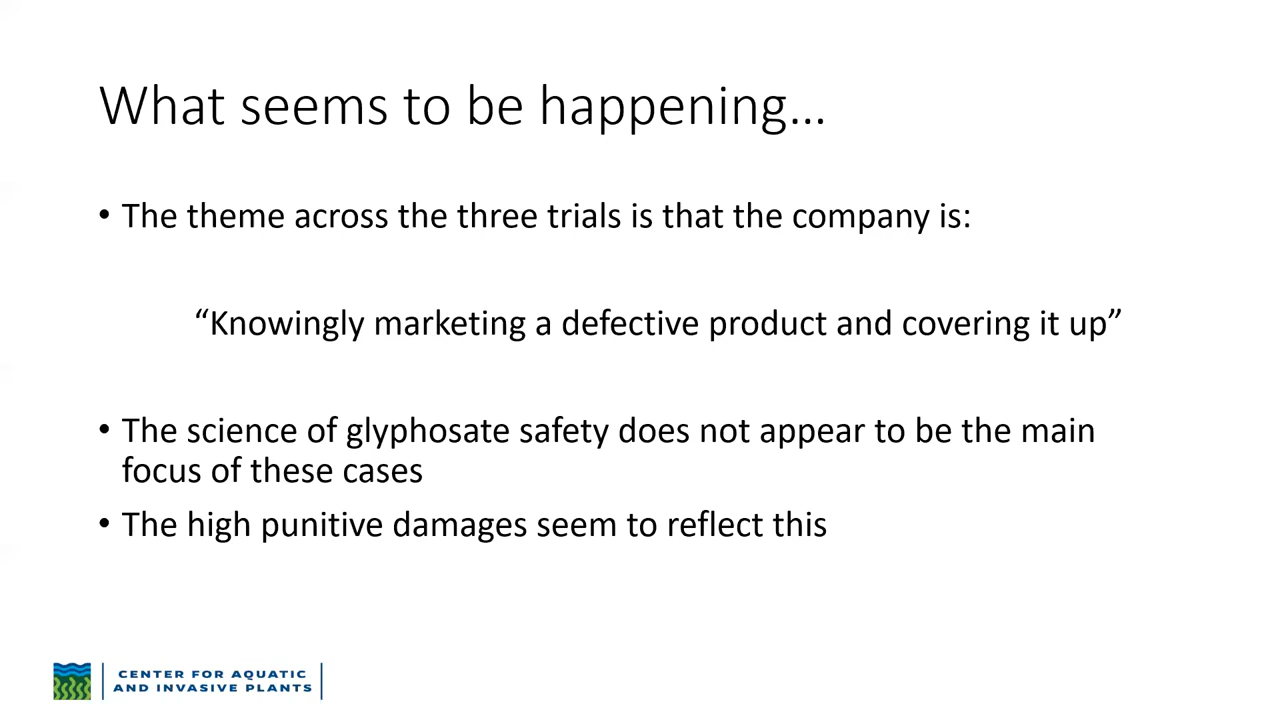 What seems to be happening...
• The theme across the three trials is that the company is:
“Knowingly marketing a defective product and covering it up”
• The science of glyphosate safety does not appear to be the main
focus of these cases
• The high punitive damages seem to reflect this
CENTER FOR AQUATIC
AND INVASIVE PLANTS